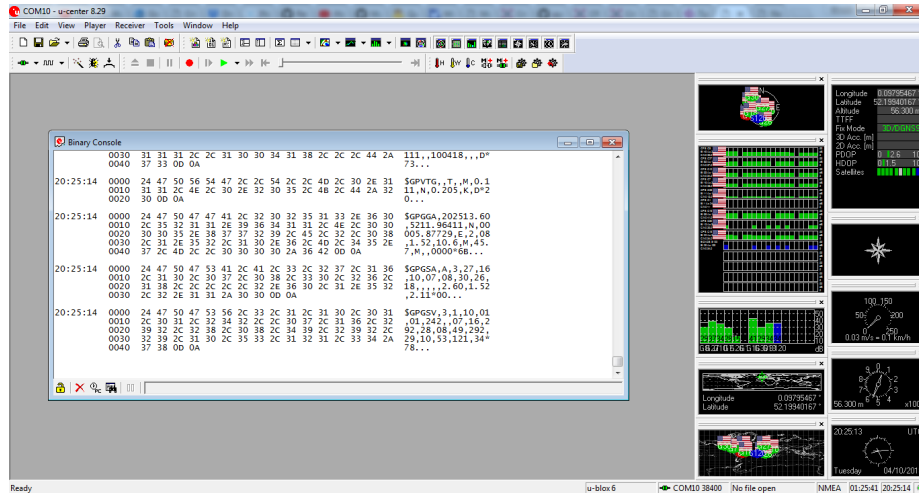 COM10 - u-center 8.29
File Edit View Player Receiver Tools Window Help
Binary Console
0030 31 31 31 2C 2C 31 30 30 34 31 38 2C 2C 2C 44 2A 111,,100418,,,D*
0040 37 33 0D 0A 73...
20:25:14 0000 24 47 50 56 54 47 2C 2C 54 2C 2C 4D 2C 30 2E 31 $GPVTG,,T,,M,0.1
0010 31 31 2C 4E 2C 30 2E 32 30 35 2C 4B 2C 44 2A 32 11,N,0.205,K,D*2
0020 30 0D 0A 0...
20:25:14 0000 24 47 50 47 47 41 2C 32 30 32 35 31 33 2E 36 30 $GPGGA,202513.60
0010 2C 35 32 31 31 2E 39 36 34 31 31 2C 4E 2C 30 30 ,5211.96411,N,00
0020 30 30 35 2E 38 37 37 32 39 2C 45 2C 32 2C 30 38 005.87729,E,2,08
0030 2C 31 2E 35 32 2C 31 30 2E 36 2C 4D 2C 34 35 2E ,1.52,10.6,M,45.
0040 37 2C 4D 2C 2C 30 30 30 30 2A 36 42 0D 0A 7,M,,0000*6B..
20:25:14 0000 24 47 50 47 53 41 2C 41 2C 33 2C 32 37 2C 31 36 $GPGSA,A,3,27,16
0010 2C 31 30 2C 30 37 2C 30 38 2C 33 30 2C 32 36 2C ,10,07,08,30,26,
0020 31 38 2C 2C 2C 2C 2C 32 2E 36 30 2C 31 2E 35 32 18,,,,,2.60,1.52
0030 2C 32 2E 31 31 2A 30 30 0D 0A ,2.11*00...
20:25:14 0000 24 47 50 47 53 56 2C 33 2C 31 2C 31 30 2C 30 31 $GPGSV,3,1,10,01
0010 2C 30 31 2C 32 34 32 2C 2C 30 37 2C 31 36 2C 32 ,01,242,,07,16,2
0020 39 32 2C 32 38 2C 30 38 2C 34 39 2C 32 39 32 2C 92,28,08,49,292,
0030 32 39 2C 31 30 2C 35 33 2C 31 32 31 2C 33 34 2A 29,10,53,121,34*
0040 37 38 0D 0A 78...
Longitude 0.09795467
Latitude 52.19940167
Altitude 56.300 m
TTFF
Fix Mode 3D/DGNSS
3D Acc. [m]
2D Acc. [m]
PDOP 0 2.6 10
HDOP 0 1.5 10
Satellites
dB
Longitude 0.09795467 °
Latitude 52.19940167 °
50 100 150 200 250
0.03 m/s = 0.1 km/h
56.300 m x100
20:25:13 UTC
Tuesday 04/10/201
Ready u-blox 6 COM10 38400 No file open NMEA 01:25:41 20:25:14